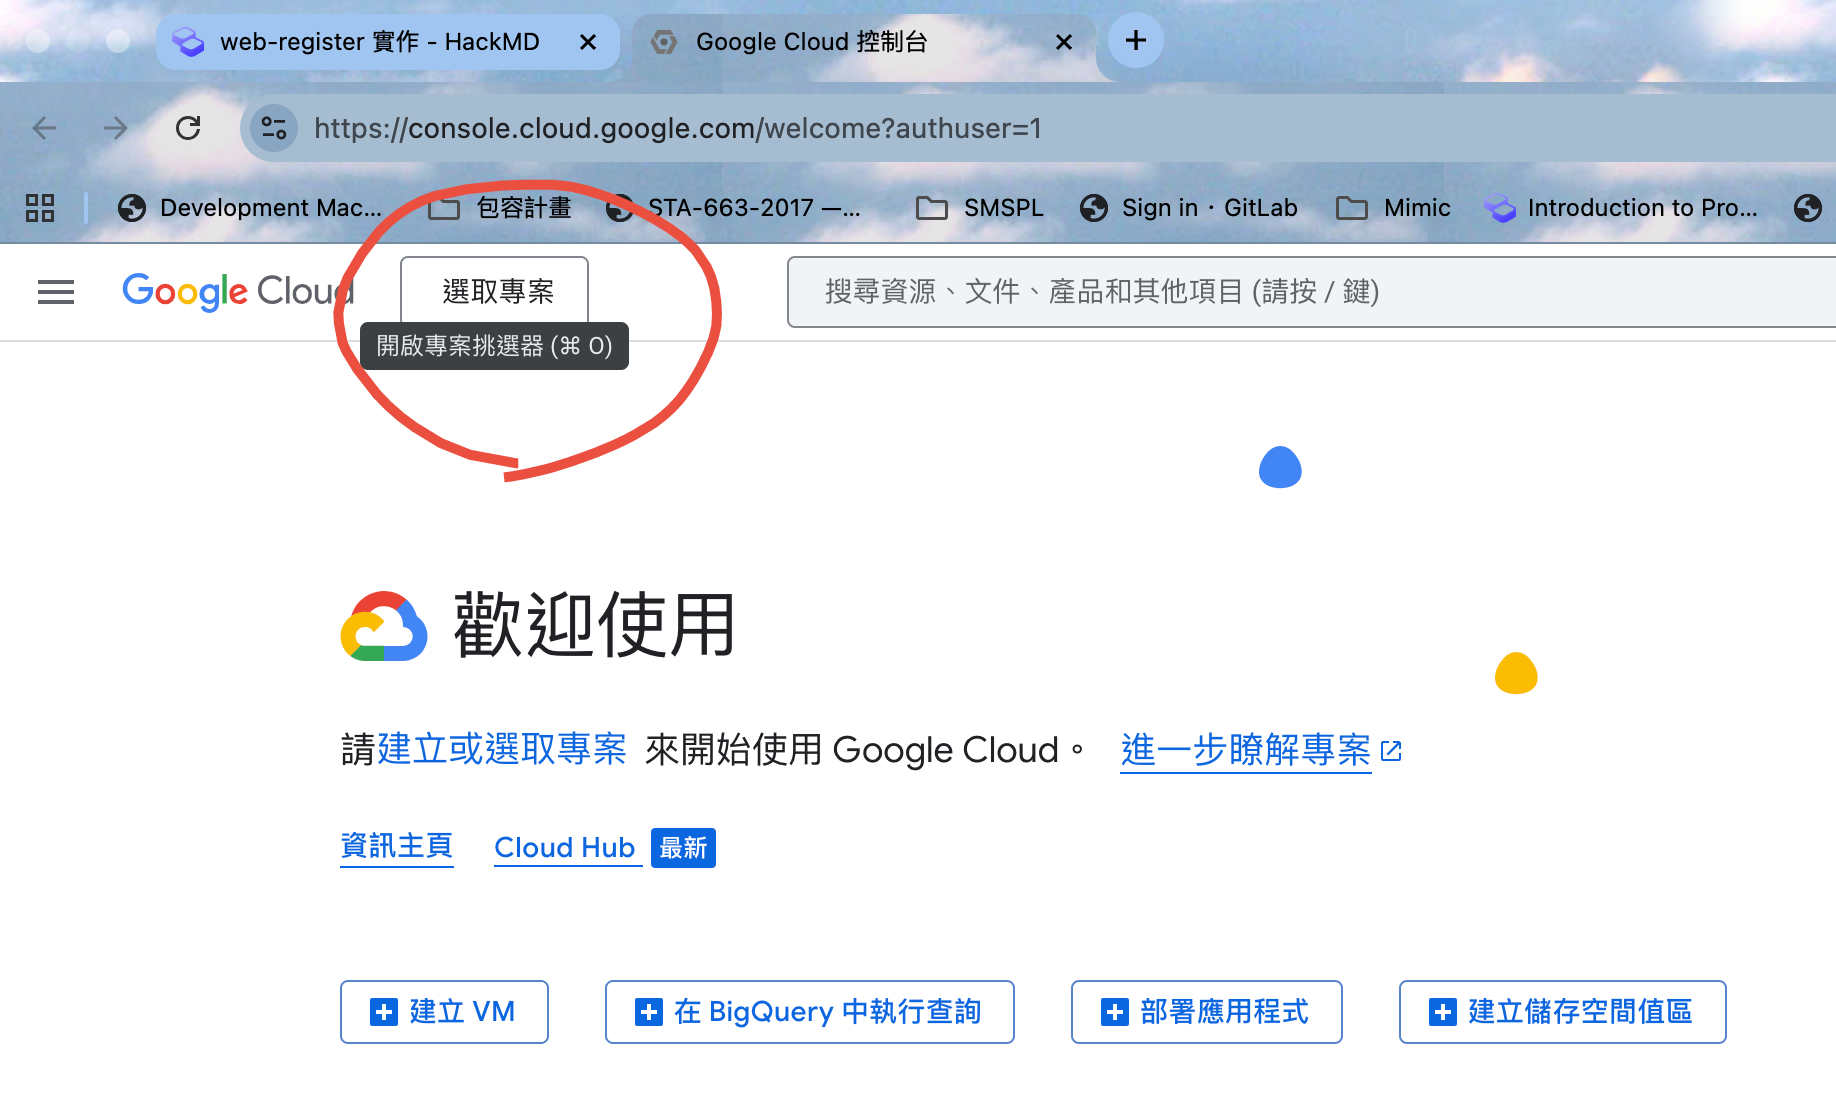 web-register 實作 - HackMD
Google Cloud 控制台
https://console.cloud.google.com/welcome?authuser=1
Development Mac...
包容計畫
STA-663-2017 —...
SMSPL
Sign in · GitLab
Mimic
Introduction to Pro...
Google Cloud
選取專案
搜尋資源、文件、產品和其他項目 (請按 / 鍵)
開啟專案挑選器 (⌘ O)
歡迎使用
請建立或選取專案 來開始使用 Google Cloud。 進一步瞭解專案
資訊主頁
Cloud Hub 最新
建立 VM
在 BigQuery 中執行查詢
部署應用程式
建立儲存空間值區